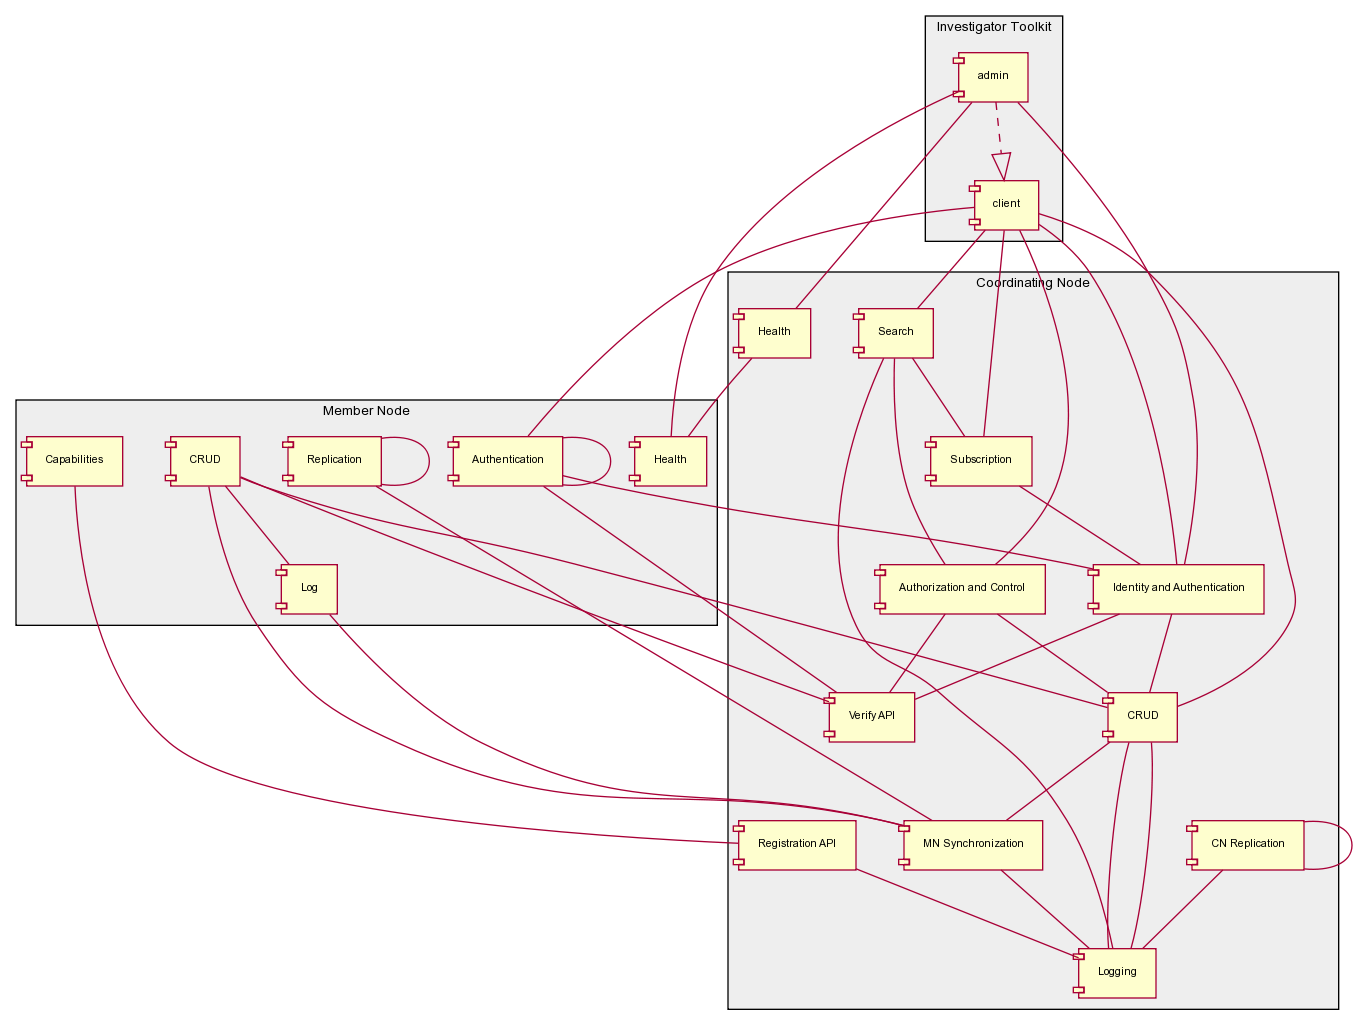 Investigator Toolkit
admin
client
Coordinating Node
Health
Search
Member Node
Capabilities
CRUD
Replication
Authentication
Health
Subscription
Log
Authorization and Control
Identity and Authentication
Verify API
CRUD
Registration API
MN Synchronization
CN Replication
Logging